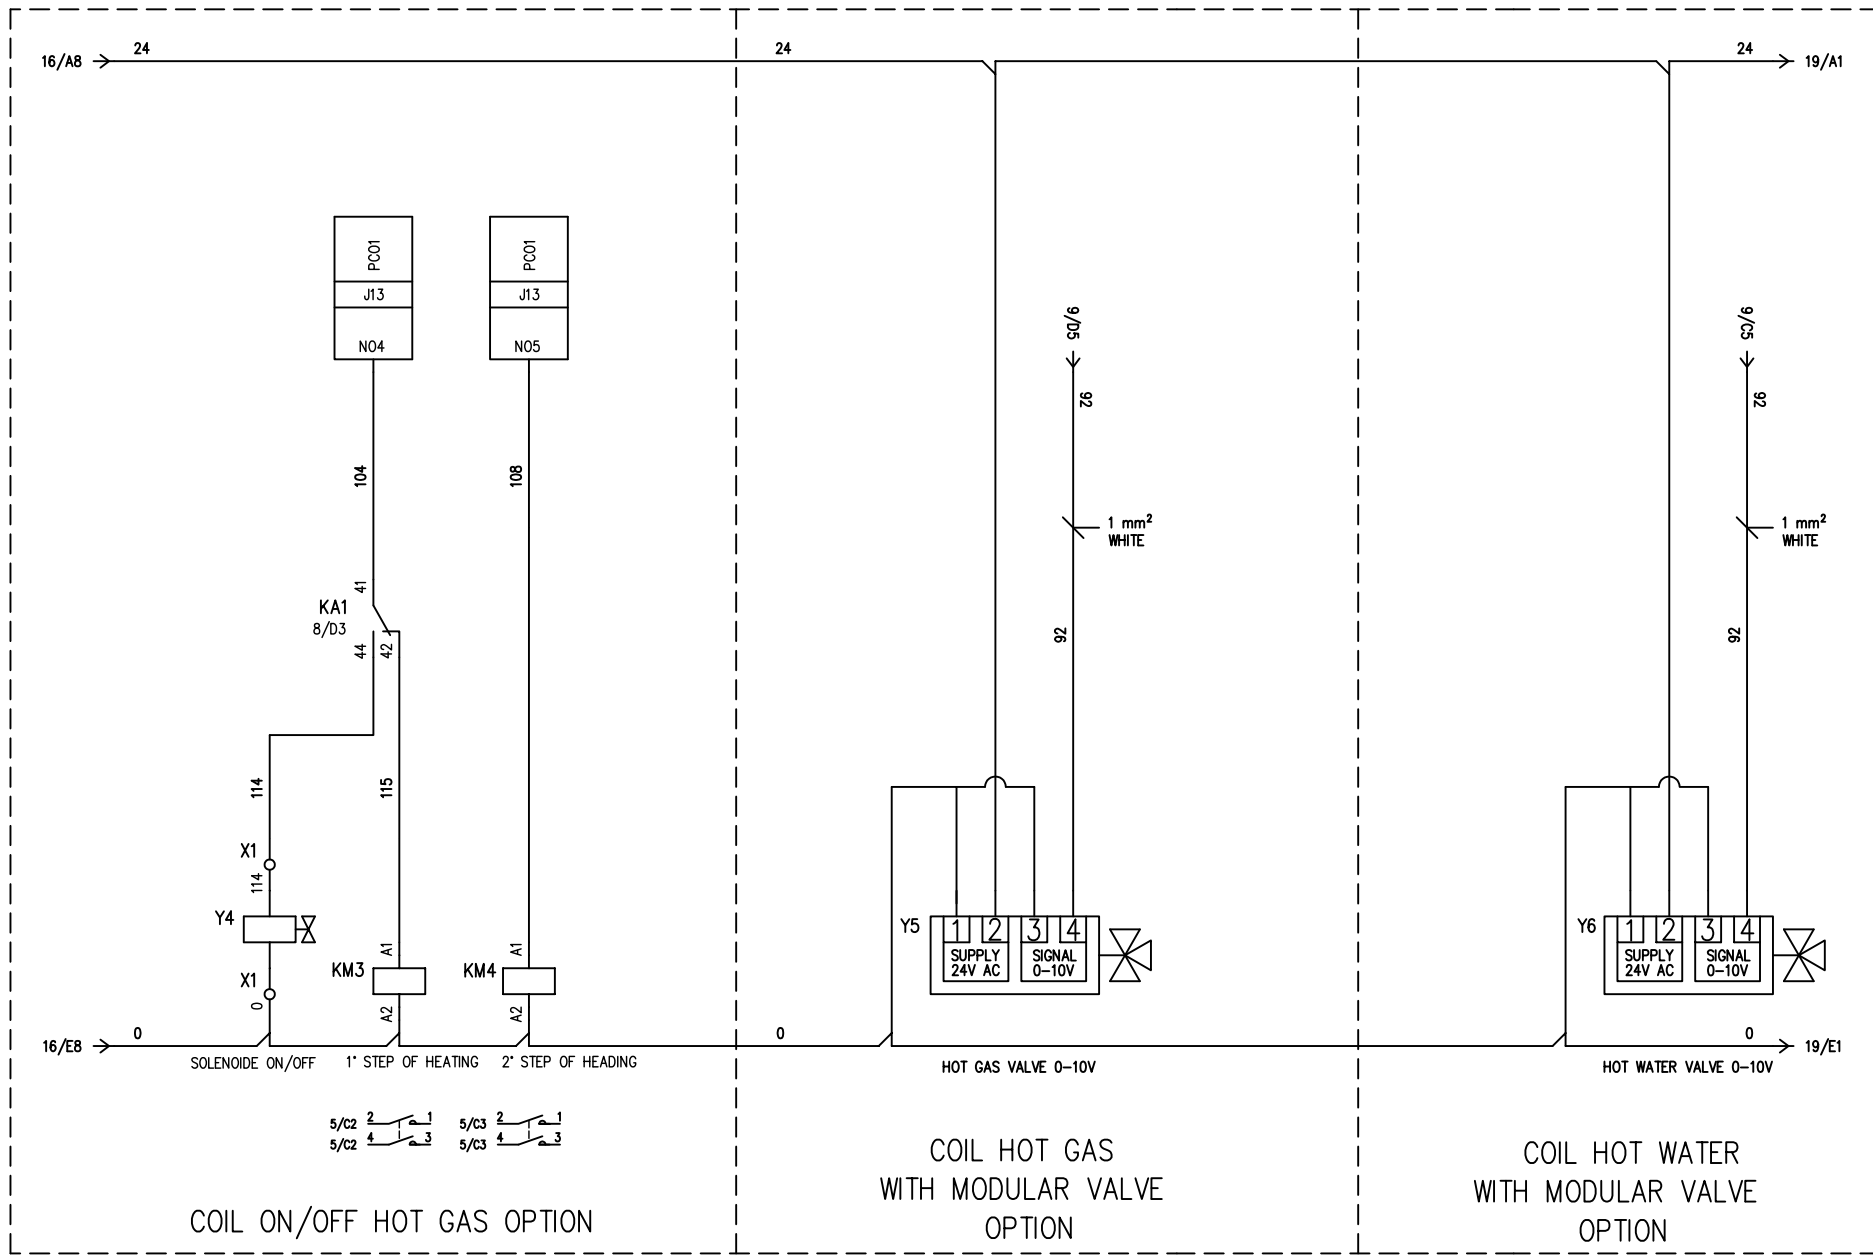 16/A8
24
24
24
19/A1
PCO1
J13
NO4
PCO1
J13
NO5
104
108
41
KA1
8/D3
44
42
114
115
X1
114
Y4
X1
0
KM3
A1
A2
KM4
A1
A2
9/D5
92
1 mm²
WHITE
92
Y5
1 2 3 4
SUPPLY
24V AC
SIGNAL
0-10V
9/C5
92
1 mm²
WHITE
92
Y6
1 2 3 4
SUPPLY
24V AC
SIGNAL
0-10V
16/E8
0
0
0
19/E1
SOLENOIDE ON/OFF
1° STEP OF HEATING
2° STEP OF HEADING
HOT GAS VALVE 0-10V
HOT WATER VALVE 0-10V
5/C2 2 1
5/C2 4 3
5/C3 2 1
5/C3 4 3
COIL ON/OFF HOT GAS OPTION
COIL HOT GAS
WITH MODULAR VALVE
OPTION
COIL HOT WATER
WITH MODULAR VALVE
OPTION